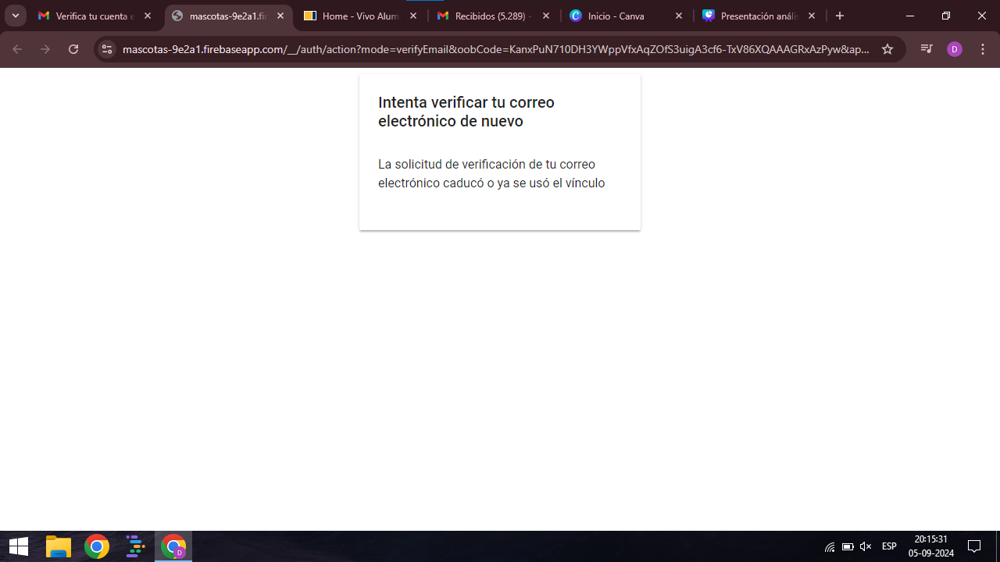 Verifica tu cuenta e
mascotas-9e2a1.fi
Home - Vivo Alum
Recibidos (5.289) -
Inicio - Canva
Presentación anális
mascotas-9e2a1.firebaseapp.com/__/auth/action?mode=verifyEmail&oobCode=KanxPuN710DH3YWppVfxAqZOfS3uigA3cf6-TxV86XQAAAGRxAzPyw&ap...
D
Intenta verificar tu correo
electrónico de nuevo
La solicitud de verificación de tu correo
electrónico caducó o ya se usó el vínculo
D
ESP
20:15:31
05-09-2024